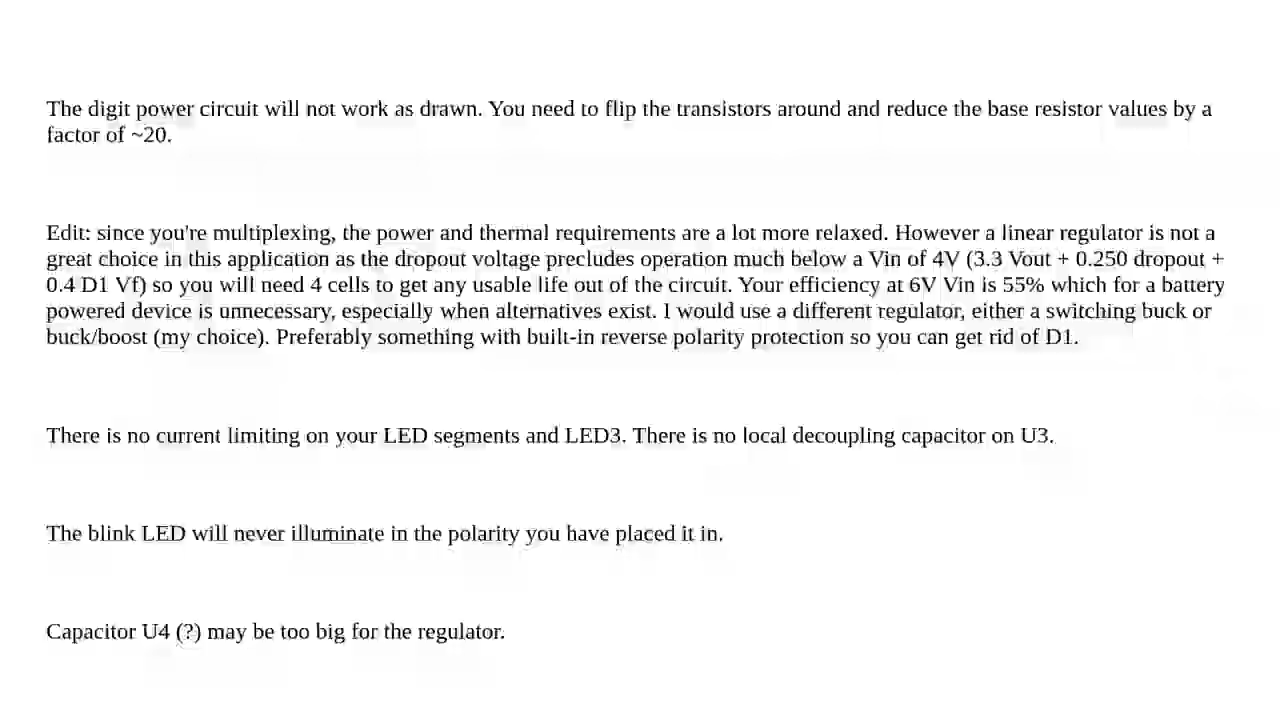 The digit power circuit will not work as drawn. You need to flip the transistors around and reduce the base resistor values by a
factor of ~20.
Edit: since you're multiplexing, the power and thermal requirements are a lot more relaxed. However a linear regulator is not a
great choice in this application as the dropout voltage precludes operation much below a Vin of 4V (3.3 Vout + 0.250 dropout +
0.4 D1 Vf) so you will need 4 cells to get any usable life out of the circuit. Your efficiency at 6V Vin is 55% which for a battery
powered device is unnecessary, especially when alternatives exist. I would use a different regulator, either a switching buck or
buck/boost (my choice). Preferably something with built-in reverse polarity protection so you can get rid of D1.
There is no current limiting on your LED segments and LED3. There is no local decoupling capacitor on U3.
The blink LED will never illuminate in the polarity you have placed it in.
Capacitor U4 (?) may be too big for the regulator.